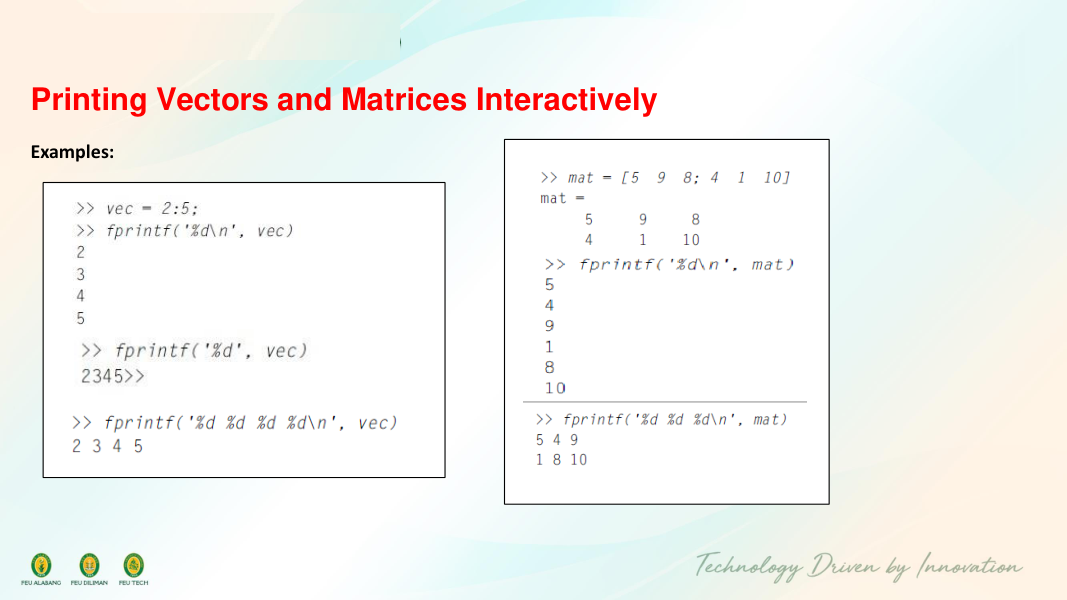 Printing Vectors and Matrices Interactively
Examples:
>> vec = 2:5;
>> fprintf('%d\n', vec)
2
3
4
5
>> fprintf('%d', vec)
2345>>
>> fprintf('%d %d %d %d\n', vec)
2 3 4 5
>> mat = [5 9 8; 4 1 10]
mat =
5 9 8
4 1 10
>> fprintf('%d\n', mat)
5
4
9
1
8
10
>> fprintf('%d %d %d\n', mat)
5 4 9
1 8 10
FEU ALABANG FEU DILIMAN FEU TECH
Technology Driven by Innovation